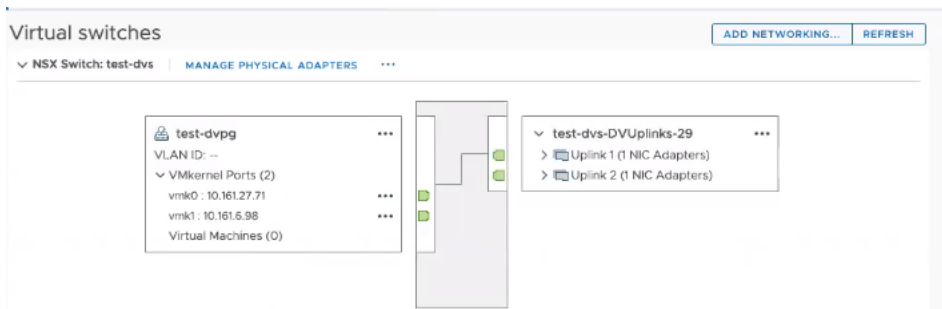 Virtual switches
ADD NETWORKING... REFRESH
NSX Switch: test-dvs MANAGE PHYSICAL ADAPTERS ...
test-dvpg ...
VLAN ID: --
VMkernel Ports (2)
vmk0 : 10.161.27.71 ...
vmk1 : 10.161.6.98 ...
Virtual Machines (0)
test-dvs-DVUplinks-29 ...
Uplink 1 (1 NIC Adapters)
Uplink 2 (1 NIC Adapters)